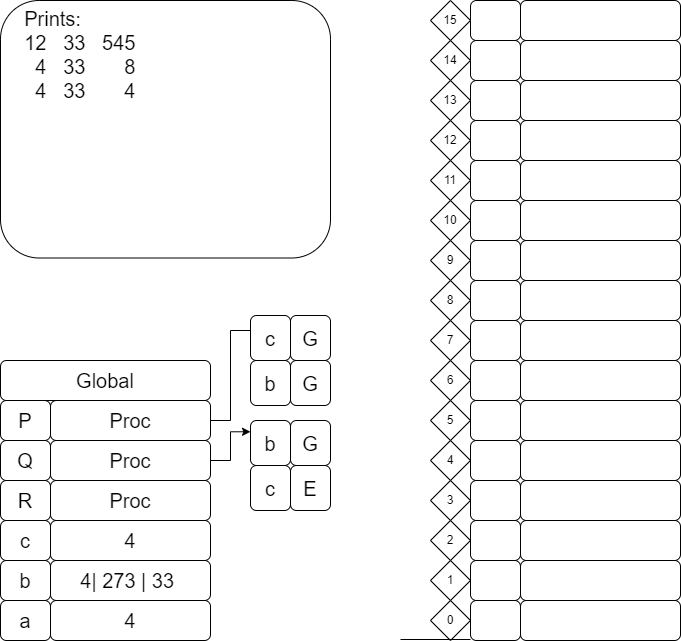 Prints:
12 33 545
4 33 8
4 33 4
c G
b G
b G
c E
Global
P Proc
Q Proc
R Proc
c 4
b 4| 273 | 33
a 4
15
14
13
12
11
10
9
8
7
6
5
4
3
2
1
0